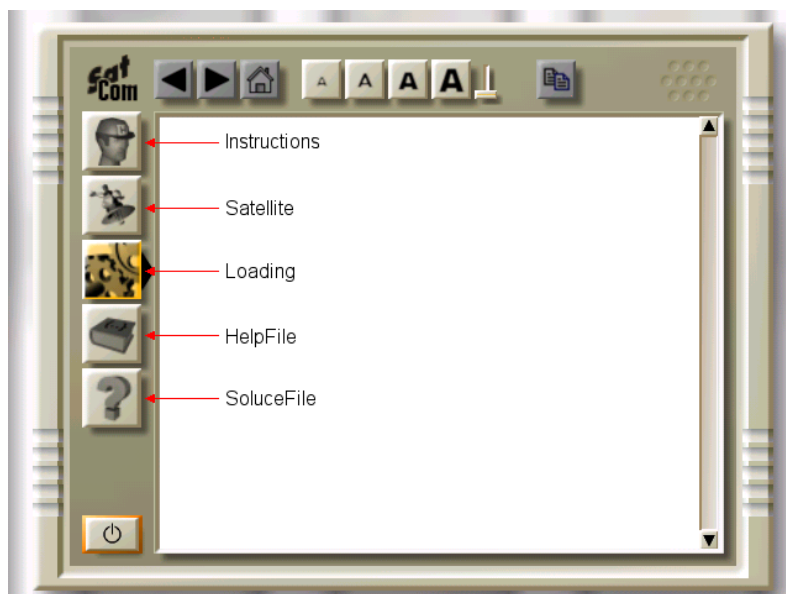 sat
Com
A A A A
Instructions
Satellite
Loading
HelpFile
SoluceFile